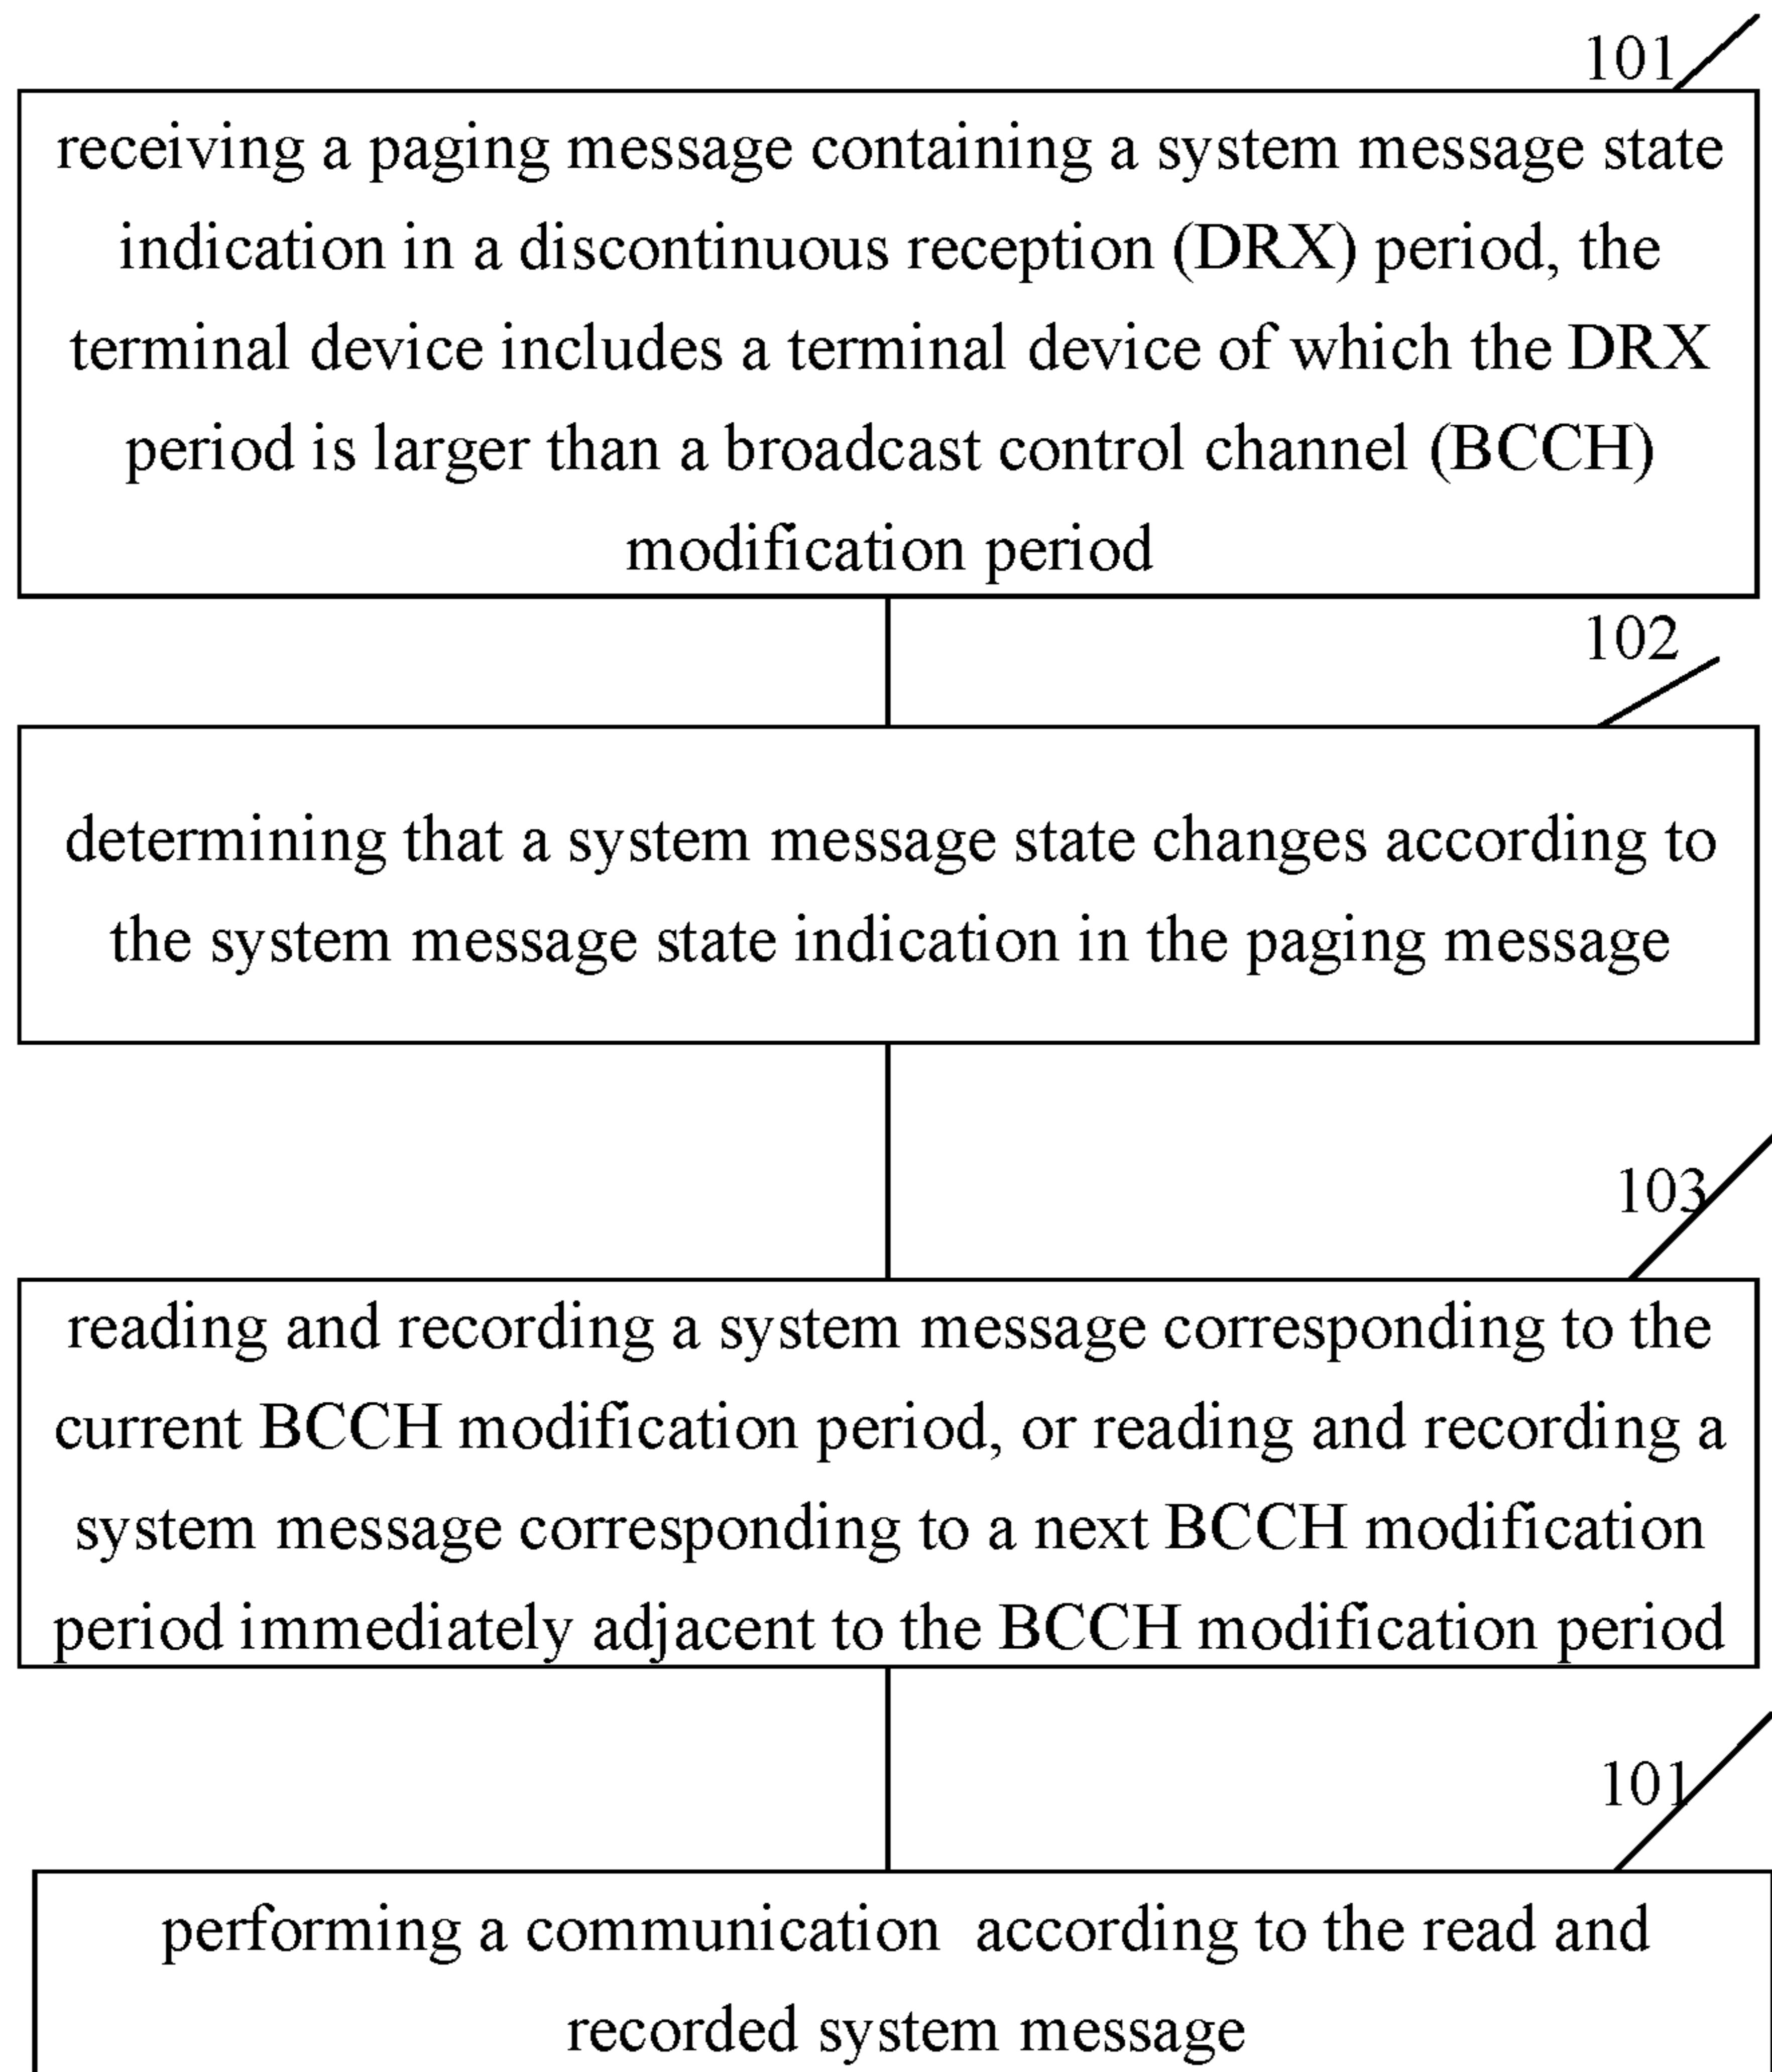 101
receiving a paging message containing a system message state
indication in a discontinuous reception (DRX) period, the
terminal device includes a terminal device of which the DRX
period is larger than a broadcast control channel (BCCH)
modification period
102
determining that a system message state changes according to
the system message state indication in the paging message
103
reading and recording a system message corresponding to the
current BCCH modification period, or reading and recording a
system message corresponding to a next BCCH modification
period immediately adjacent to the BCCH modification period
101
performing a communication according to the read and
recorded system message